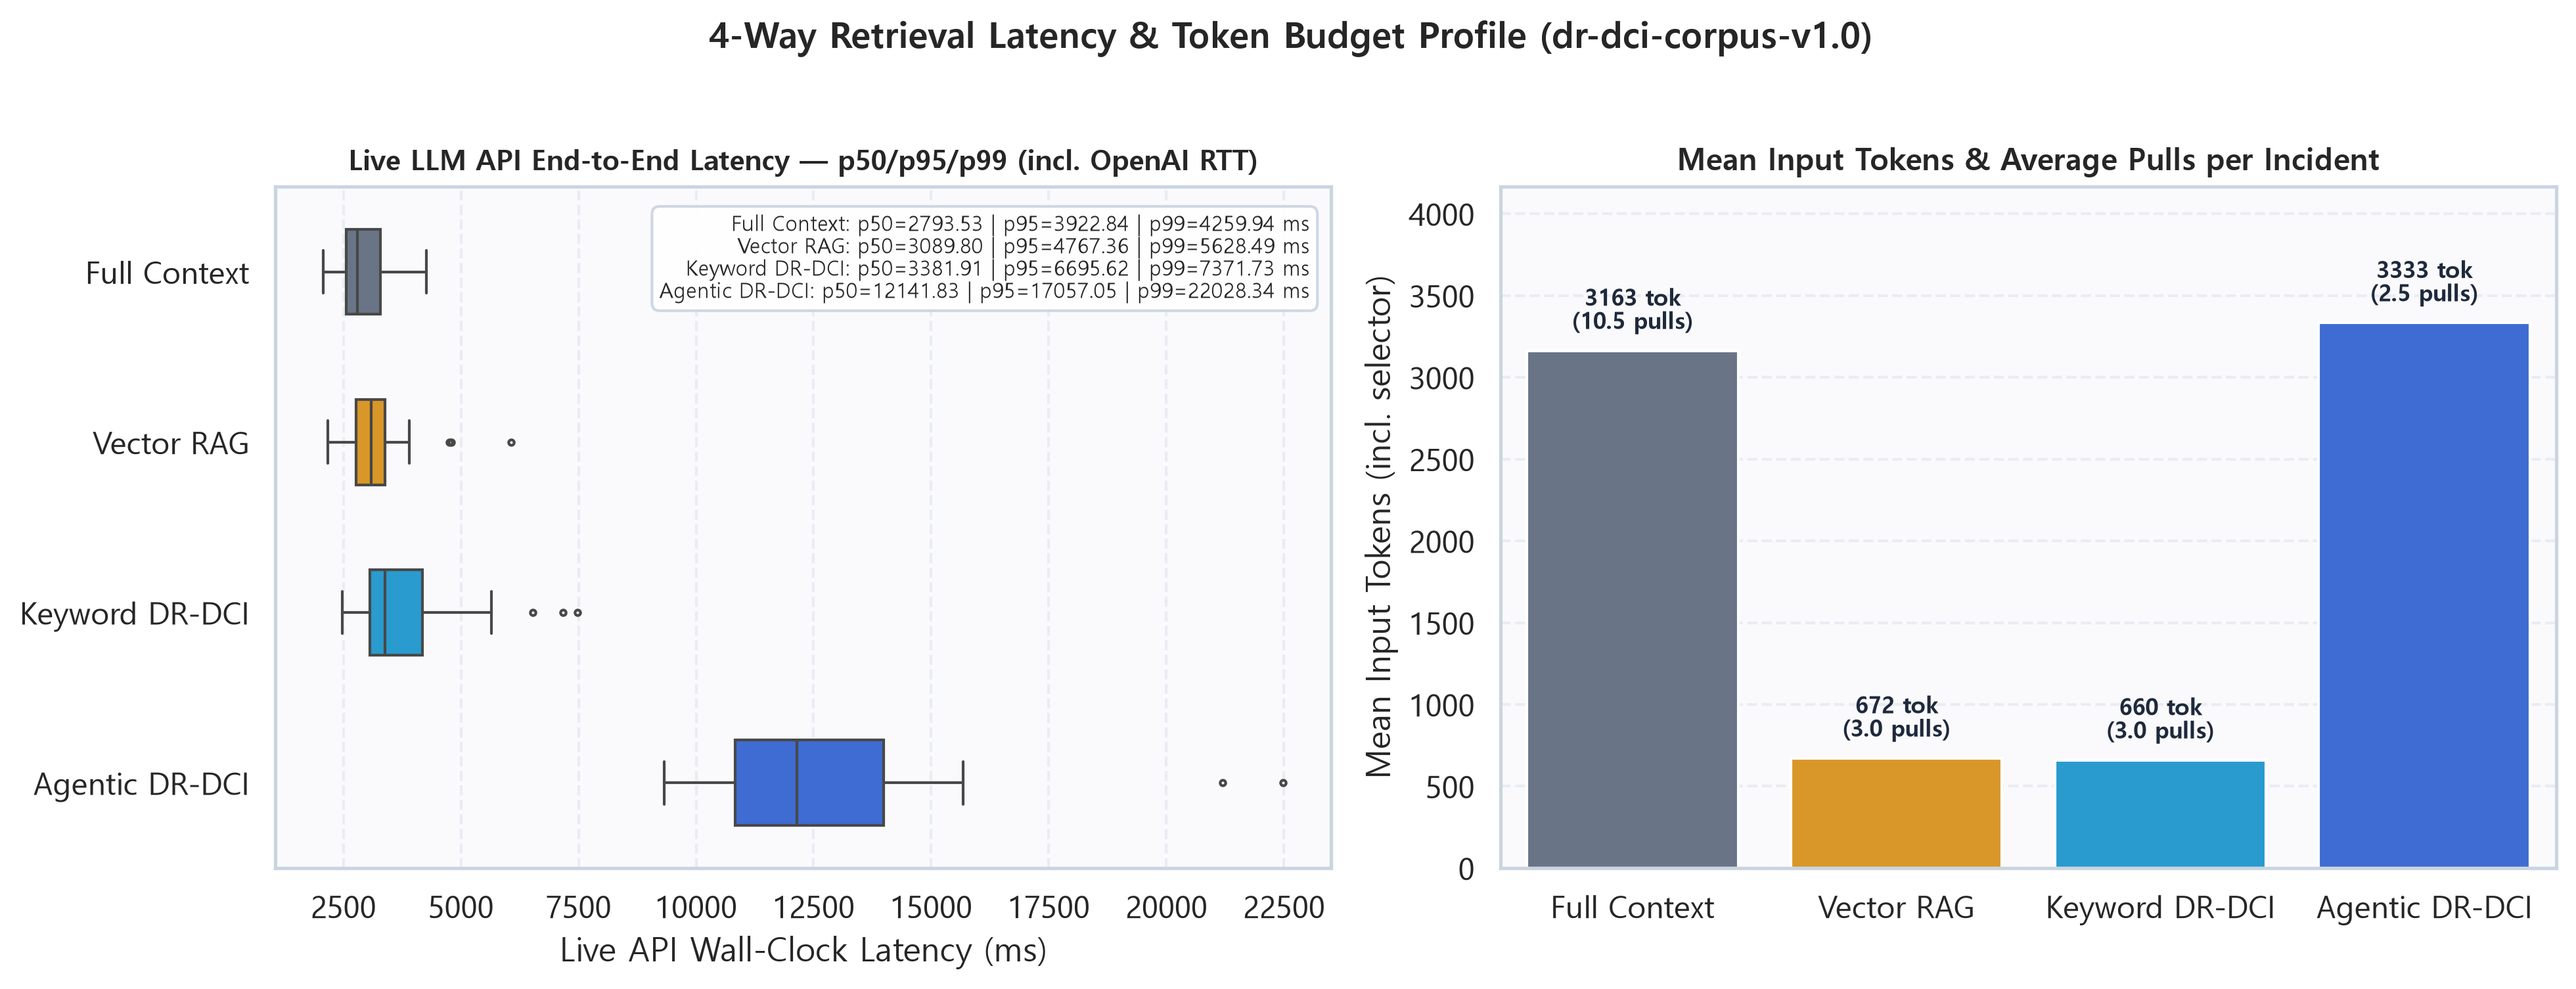 4-Way Retrieval Latency & Token Budget Profile (dr-dci-corpus-v1.0)
Live LLM API End-to-End Latency — p50/p95/p99 (incl. OpenAI RTT)
Full Context: p50=2793.53 | p95=3922.84 | p99=4259.94 ms
Vector RAG: p50=3089.80 | p95=4767.36 | p99=5628.49 ms
Keyword DR-DCI: p50=3381.91 | p95=6695.62 | p99=7371.73 ms
Agentic DR-DCI: p50=12141.83 | p95=17057.05 | p99=22028.34 ms
Full Context
Vector RAG
Keyword DR-DCI
Agentic DR-DCI
2500 5000 7500 10000 12500 15000 17500 20000 22500
Live API Wall-Clock Latency (ms)
Mean Input Tokens & Average Pulls per Incident
Mean Input Tokens (incl. selector)
4000
3500
3000
2500
2000
1500
1000
500
0
3163 tok
(10.5 pulls)
672 tok
(3.0 pulls)
660 tok
(3.0 pulls)
3333 tok
(2.5 pulls)
Full Context Vector RAG Keyword DR-DCI Agentic DR-DCI